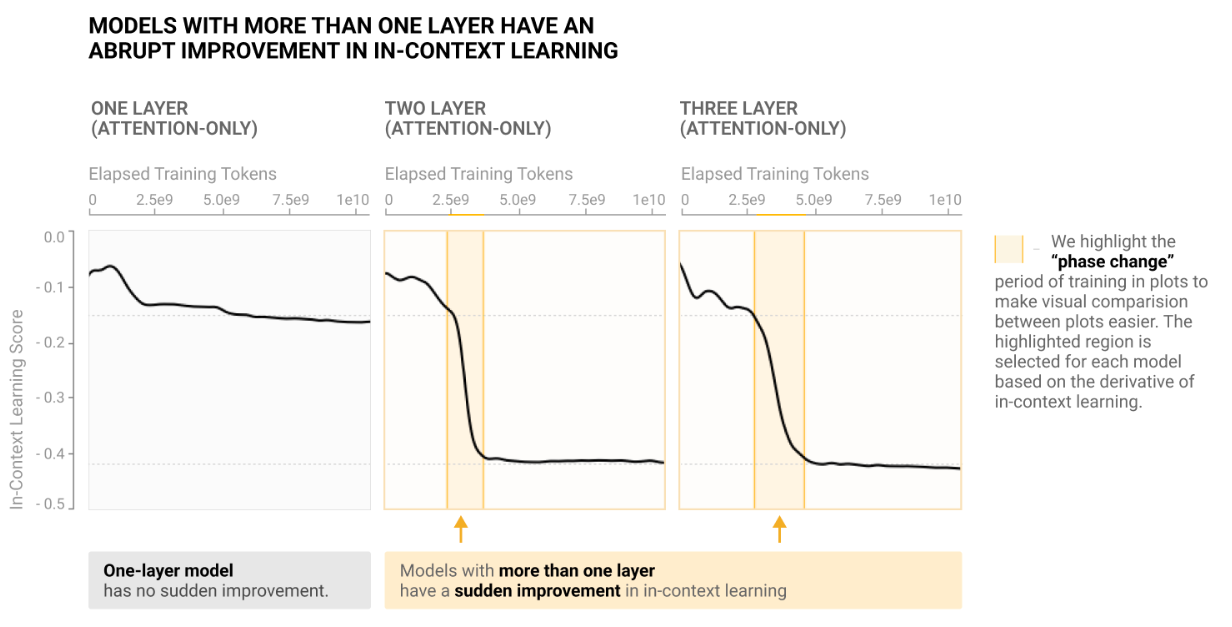 MODELS WITH MORE THAN ONE LAYER HAVE AN
ABRUPT IMPROVEMENT IN IN-CONTEXT LEARNING
ONE LAYER
(ATTENTION-ONLY)
Elapsed Training Tokens
0 2.5e9 5.0e9 7.5e9 1e10
TWO LAYER
(ATTENTION-ONLY)
Elapsed Training Tokens
0 2.5e9 5.0e9 7.5e9 1e10
THREE LAYER
(ATTENTION-ONLY)
Elapsed Training Tokens
0 2.5e9 5.0e9 7.5e9 1e10
In-Context Learning Score
0.0
- 0.1
- 0.2
- 0.3
- 0.4
- 0.5
We highlight the
“phase change”
period of training in plots to
make visual comparision
between plots easier. The
highlighted region is
selected for each model
based on the derivative of
in-context learning.
One-layer model
has no sudden improvement.
Models with more than one layer
have a sudden improvement in in-context learning